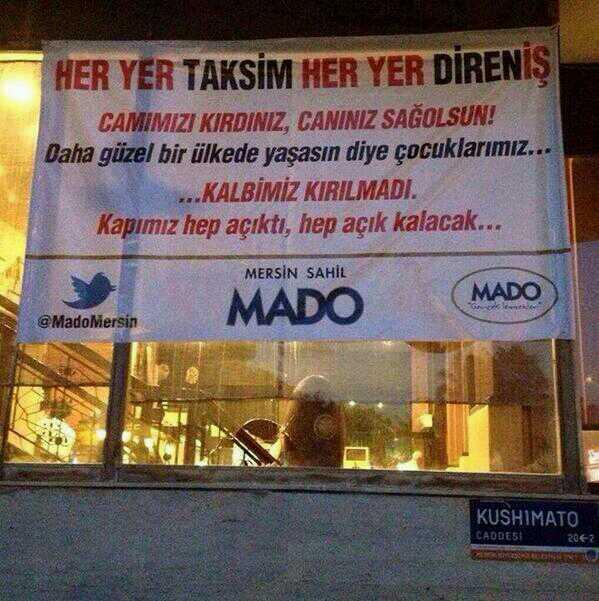 HER YER TAKSİM HER YER DİRENİŞ
CAMIMIZI KIRDINIZ, CANINIZ SAĞOLSUN!
Daha güzel bir ülkede yaşasın diye çocuklarımız...
...KALBİMİZ KIRILMADI.
Kapımız hep açıktı, hep açık kalacak...
@MadoMersin
MERSİN SAHİL
MADO
MADO
KUSHIMATO
CADDESİ
20←2